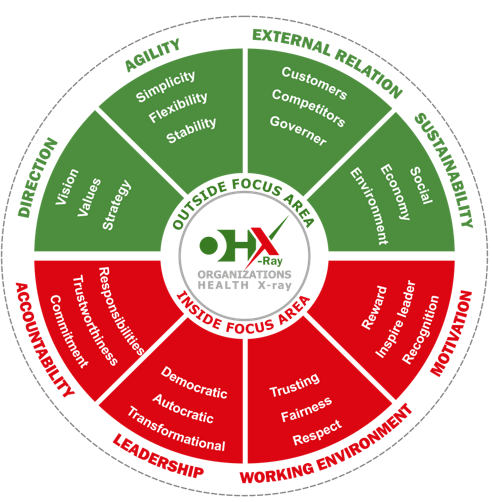 DIRECTION
Vision
Values
Strategy
AGILITY
Simplicity
Flexibility
Stability
EXTERNAL RELATION
Customers
Competitors
Governer
SUSTAINABILITY
Social
Economy
Environment
OUTSIDE FOCUS AREA
OHX
-Ray
ORGANIZATIONS
HEALTH X-ray
INSIDE FOCUS AREA
MOTIVATION
Reward
Inspire leader
Recognition
WORKING ENVIRONMENT
Trusting
Fairness
Respect
LEADERSHIP
Democratic
Autocratic
Transformational
ACCOUNTABILITY
Responsibilities
Trustworthiness
Commitment